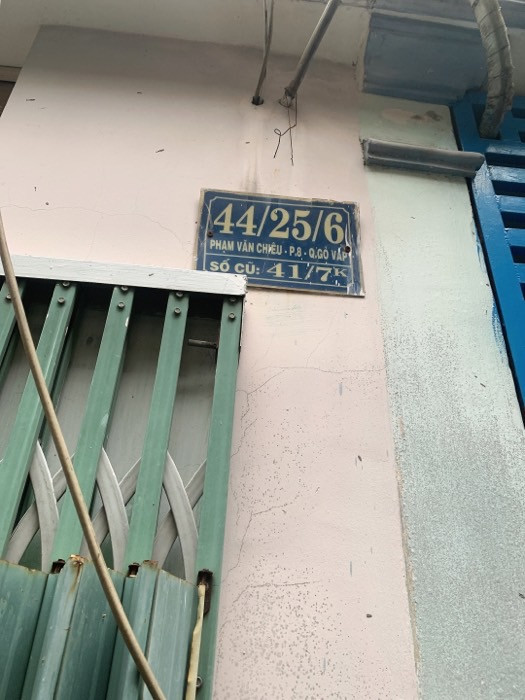 44/25/6
PHẠM VĂN CHIÊU - P.8 - Q.GÒ VẤP
SỐ CŨ: 41/7K